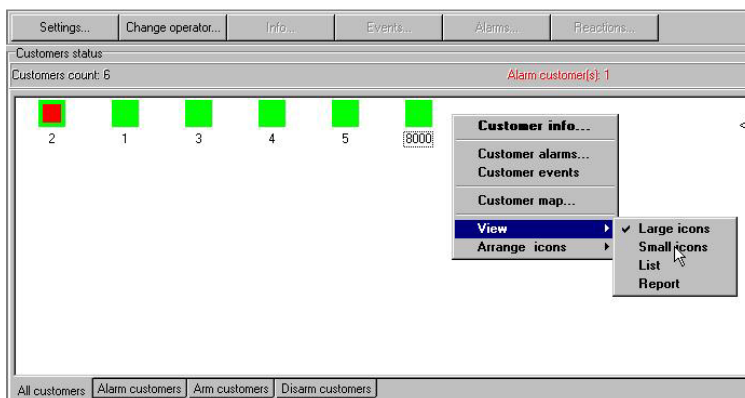 Settings... Change operator... Info... Events... Alarms... Reactions...
Customers status
Customers count: 6 Alarm customer(s): 1
2 1 3 4 5 8000
Customer info...
Customer alarms...
Customer events
Customer map...
View
Arrange icons
Large icons
Small icons
List
Report
All customers Alarm customers Arm customers Disarm customers